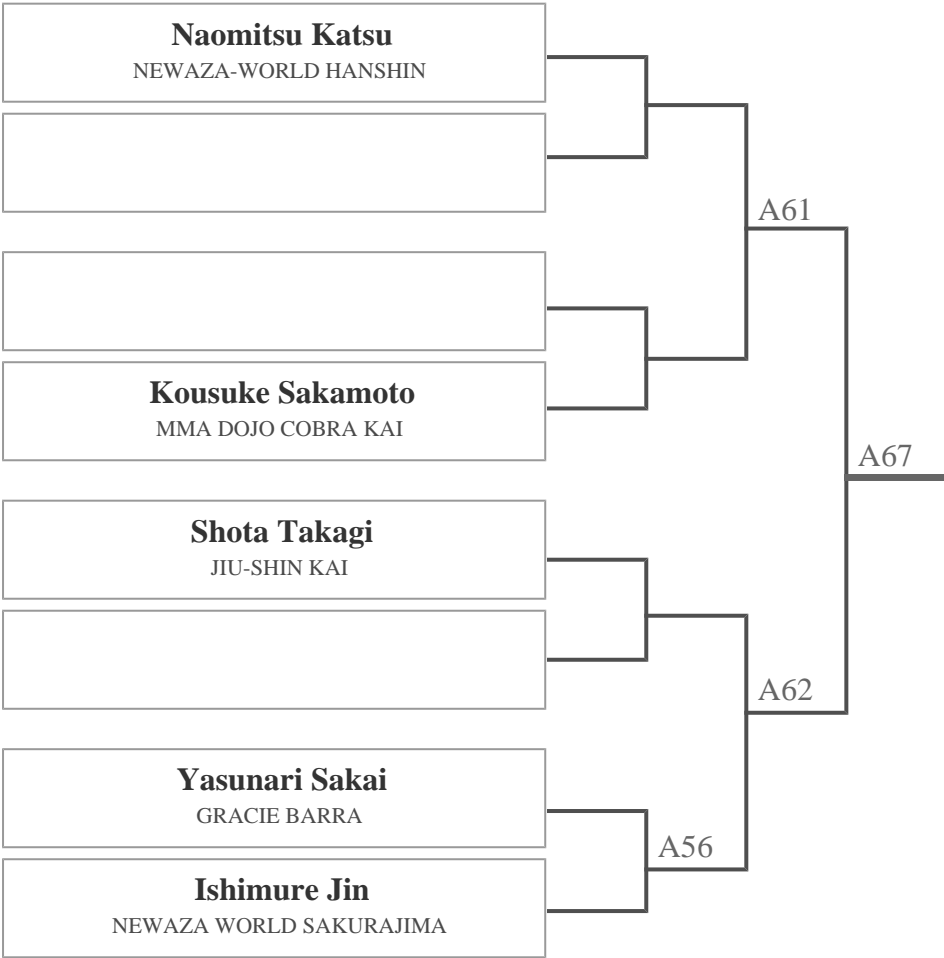 Naomitsu Katsu
NEWAZA-WORLD HANSHIN
A61
Kousuke Sakamoto
MMA DOJO COBRA KAI
A67
Shota Takagi
JIU-SHIN KAI
A62
Yasunari Sakai
GRACIE BARRA
A56
Ishimure Jin
NEWAZA WORLD SAKURAJIMA